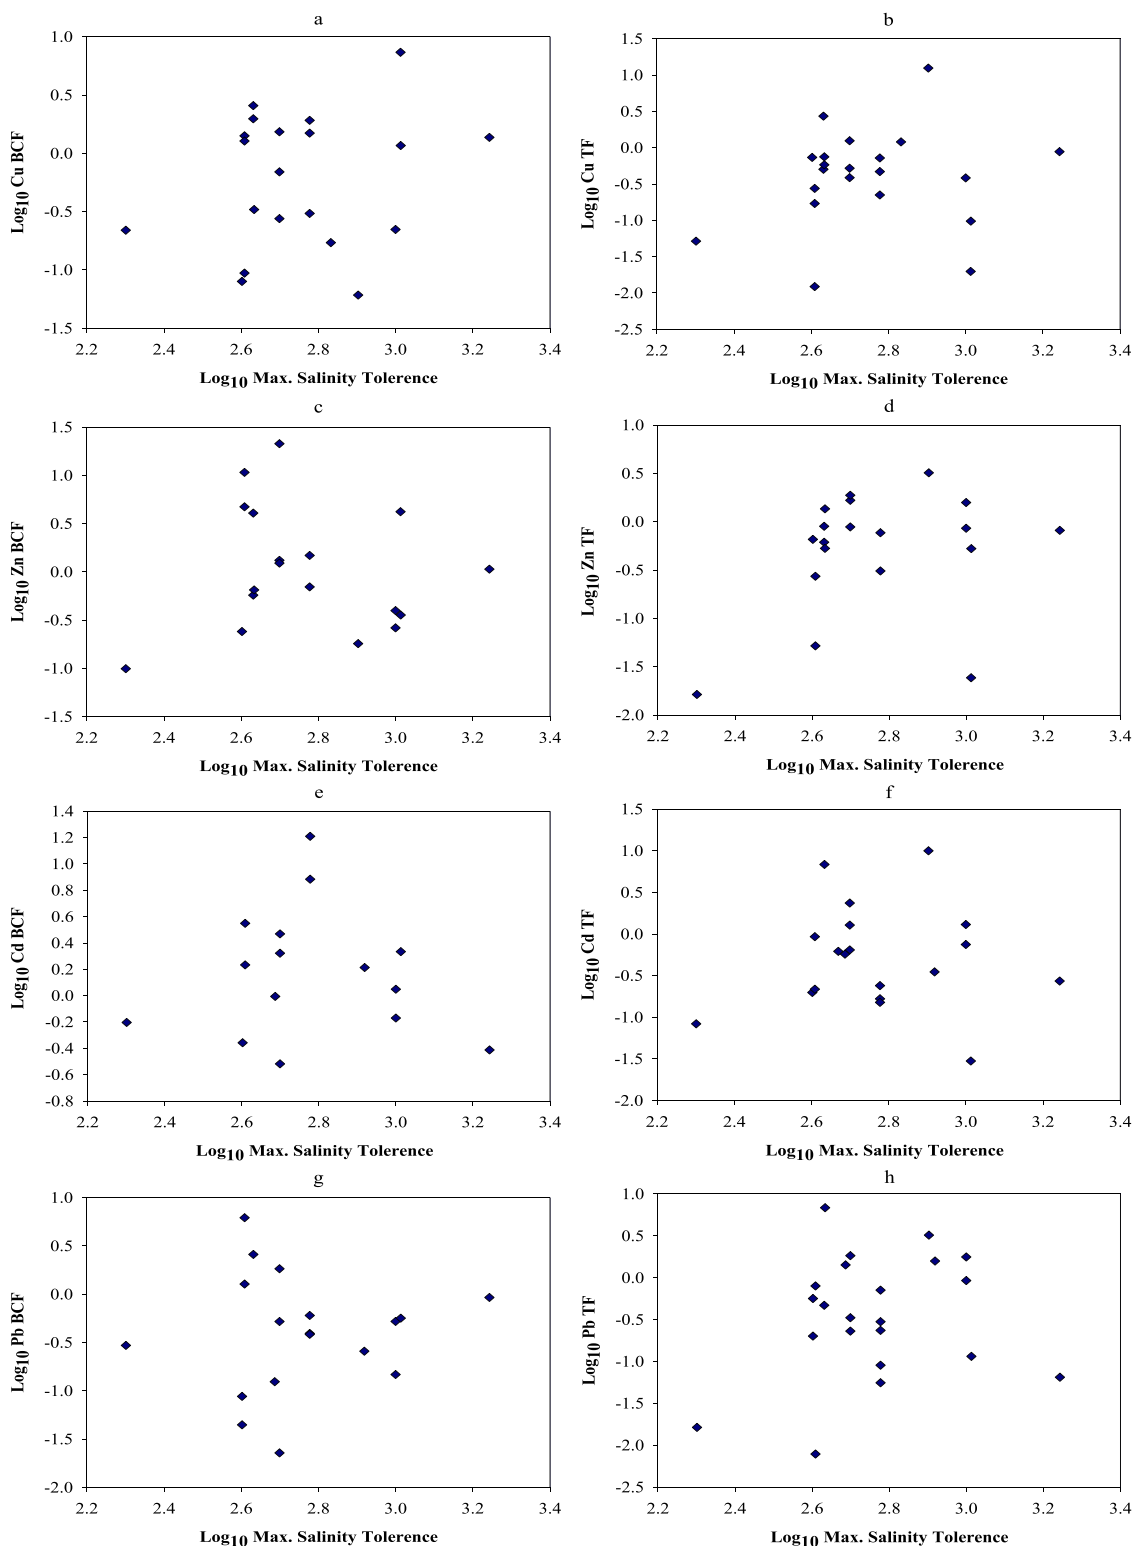 a
1.0
0.5
0.0
-0.5
-1.0
-1.5
Log10 Cu BCF
2.2 2.4 2.6 2.8 3.0 3.2 3.4
Log10 Max. Salinity Tolerence
b
1.5
1.0
0.5
0.0
-0.5
-1.0
-1.5
-2.0
-2.5
Log10 Cu TF
2.2 2.4 2.6 2.8 3.0 3.2 3.4
Log10 Max. Salinity Tolerence
c
1.5
1.0
0.5
0.0
-0.5
-1.0
-1.5
Log10 Zn BCF
2.2 2.4 2.6 2.8 3.0 3.2 3.4
Log10 Max. Salinity Tolerence
d
1.0
0.5
0.0
-0.5
-1.0
-1.5
-2.0
Log10 Zn TF
2.2 2.4 2.6 2.8 3.0 3.2 3.4
Log10 Max. Salinity Tolerence
e
1.4
1.2
1.0
0.8
0.6
0.4
0.2
0.0
-0.2
-0.4
-0.6
-0.8
Log10 Cd BCF
2.2 2.4 2.6 2.8 3.0 3.2 3.4
Log10 Max. Salinity Tolerence
f
1.5
1.0
0.5
0.0
-0.5
-1.0
-1.5
-2.0
Log10 Cd TF
2.2 2.4 2.6 2.8 3.0 3.2 3.4
Log10 Max. Salinity Tolerence
g
1.0
0.5
0.0
-0.5
-1.0
-1.5
-2.0
Log10 Pb BCF
2.2 2.4 2.6 2.8 3.0 3.2 3.4
Log10 Max. Salinity Tolerence
h
1.0
0.5
0.0
-0.5
-1.0
-1.5
-2.0
-2.5
Log10 Pb TF
2.2 2.4 2.6 2.8 3.0 3.2 3.4
Log10 Max. Salinity Tolerence